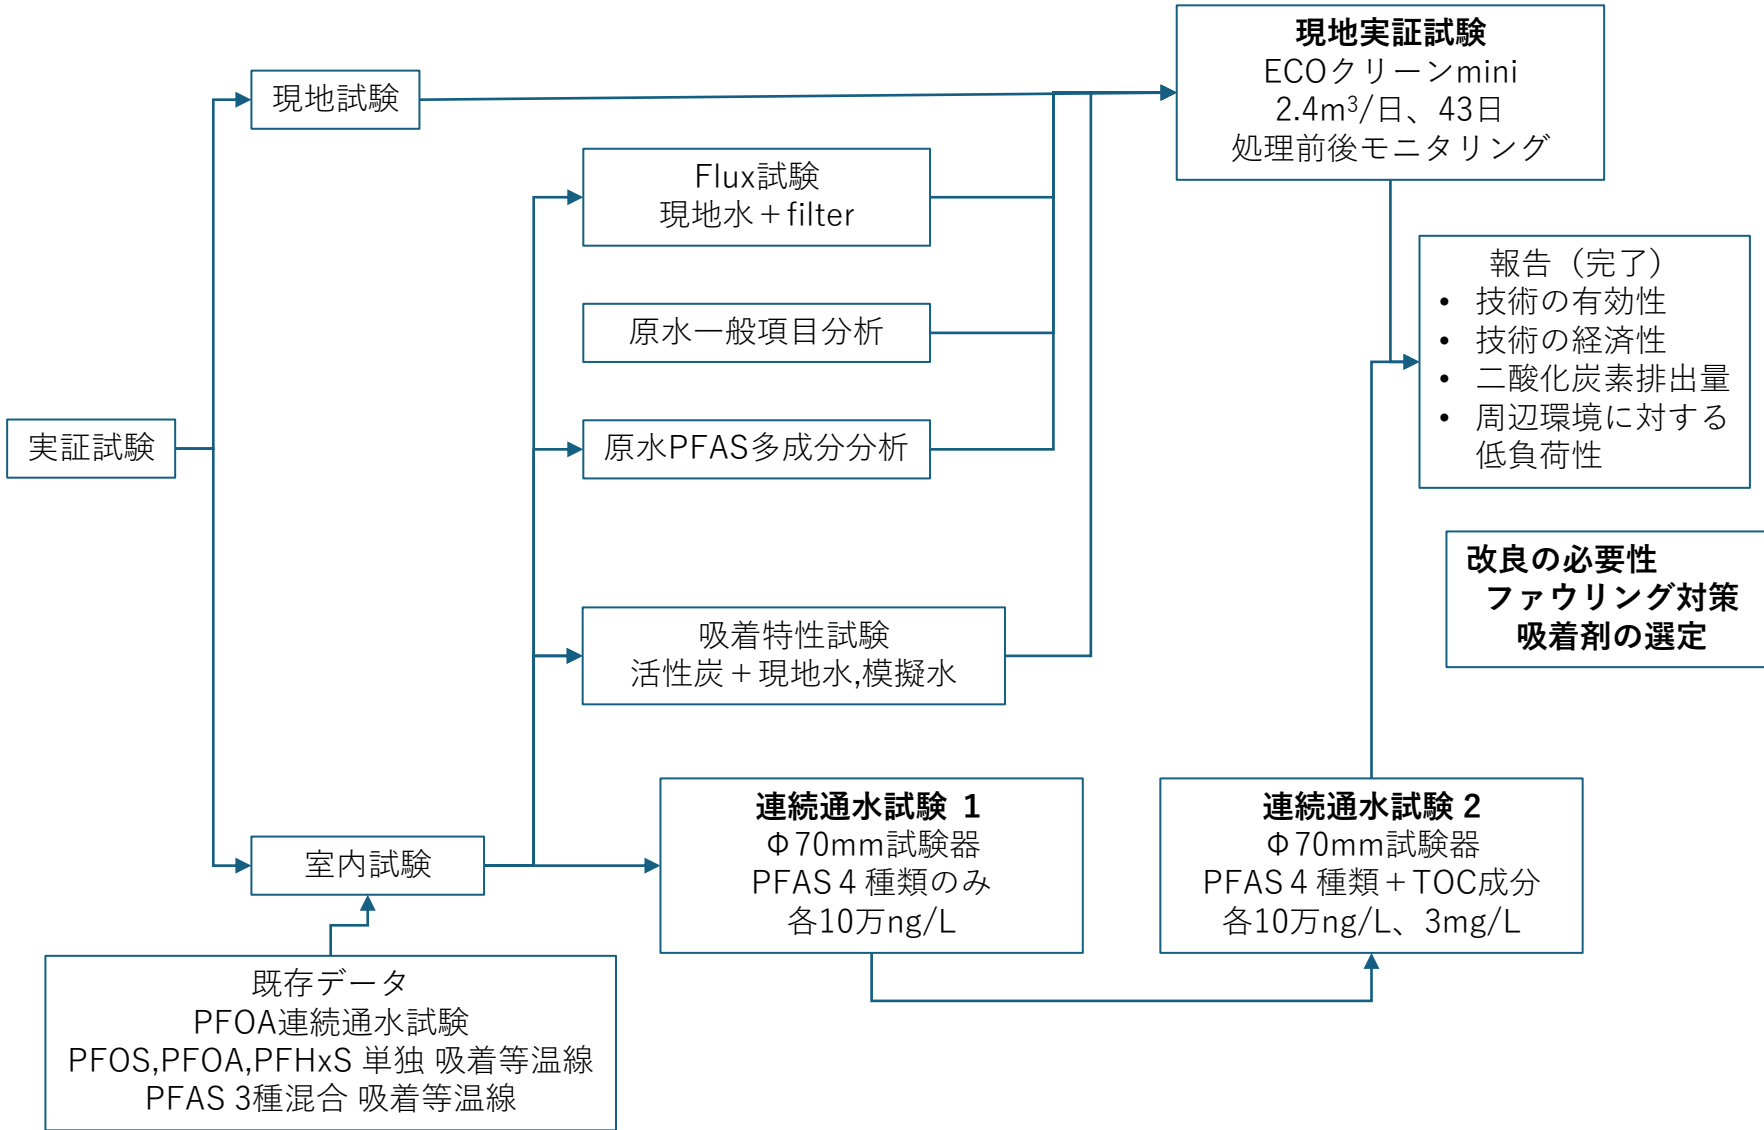 現地実証試験
ECOクリーンmini
2.4m³/日、43日
処理前後モニタリング
現地試験
Flux試験
現地水＋filter
原水一般項目分析
報告（完了）
• 技術の有効性
• 技術の経済性
• 二酸化炭素排出量
• 周辺環境に対する
低負荷性
実証試験
原水PFAS多成分分析
改良の必要性
ファウリング対策
吸着剤の選定
吸着特性試験
活性炭＋現地水,模擬水
室内試験
連続通水試験 1
Φ70mm試験器
PFAS４種類のみ
各10万ng/L
連続通水試験 2
Φ70mm試験器
PFAS４種類＋TOC成分
各10万ng/L、3mg/L
既存データ
PFOA連続通水試験
PFOS,PFOA,PFHxS 単独 吸着等温線
PFAS 3種混合 吸着等温線